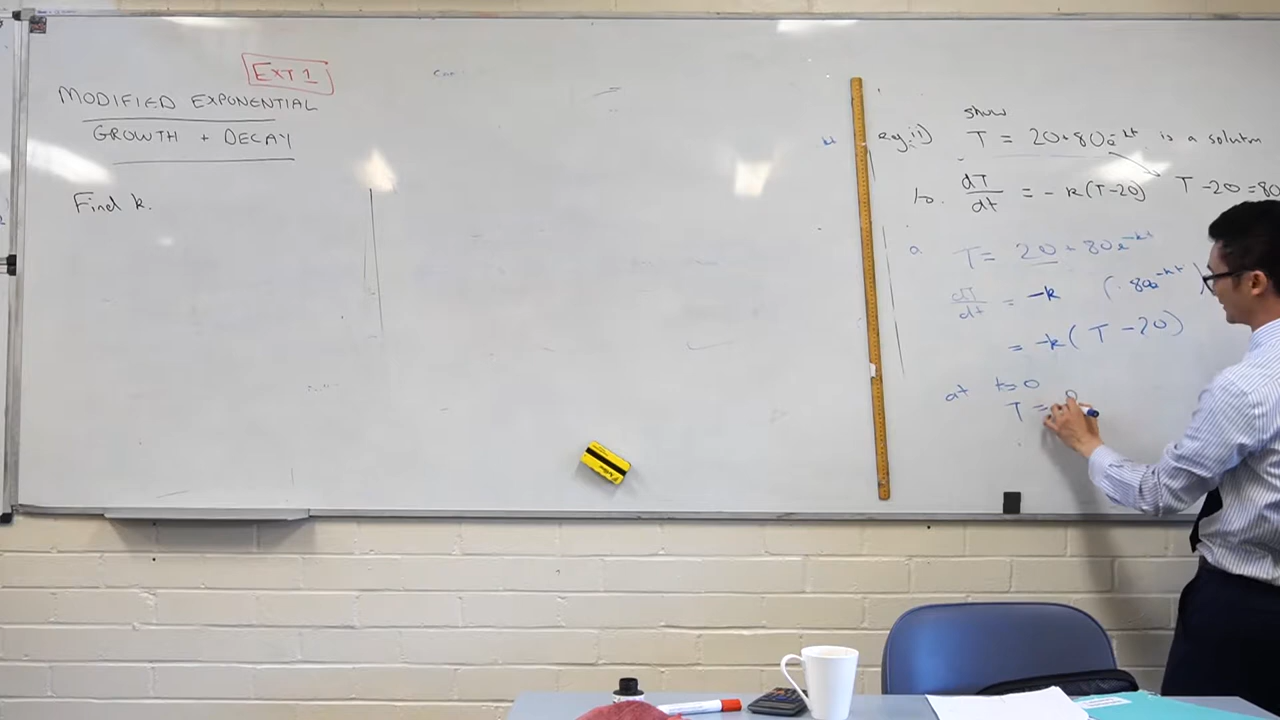 EXT 1
MODIFIED EXPONENTIAL
GROWTH + DECAY
Find k.
show
eg. ii) T = 20+80e^-kt is a solution
to. dT/dt = -k(T-20) T-20=80
a. T = 20 + 80e^-kt
dT/dt = -k ( 80e^-kt )
= -k( T -20)
at t=0
T =